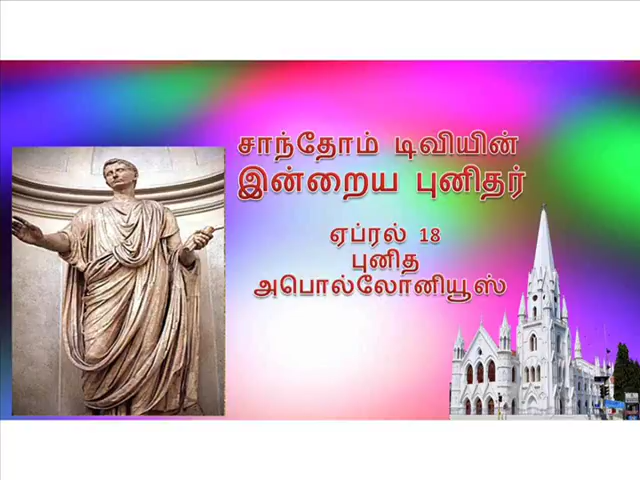 சாந்தோம் டிவியின்
இன்றைய புனிதர்
ஏப்ரல் 18
புனித
அபொல்லோனியூஸ்